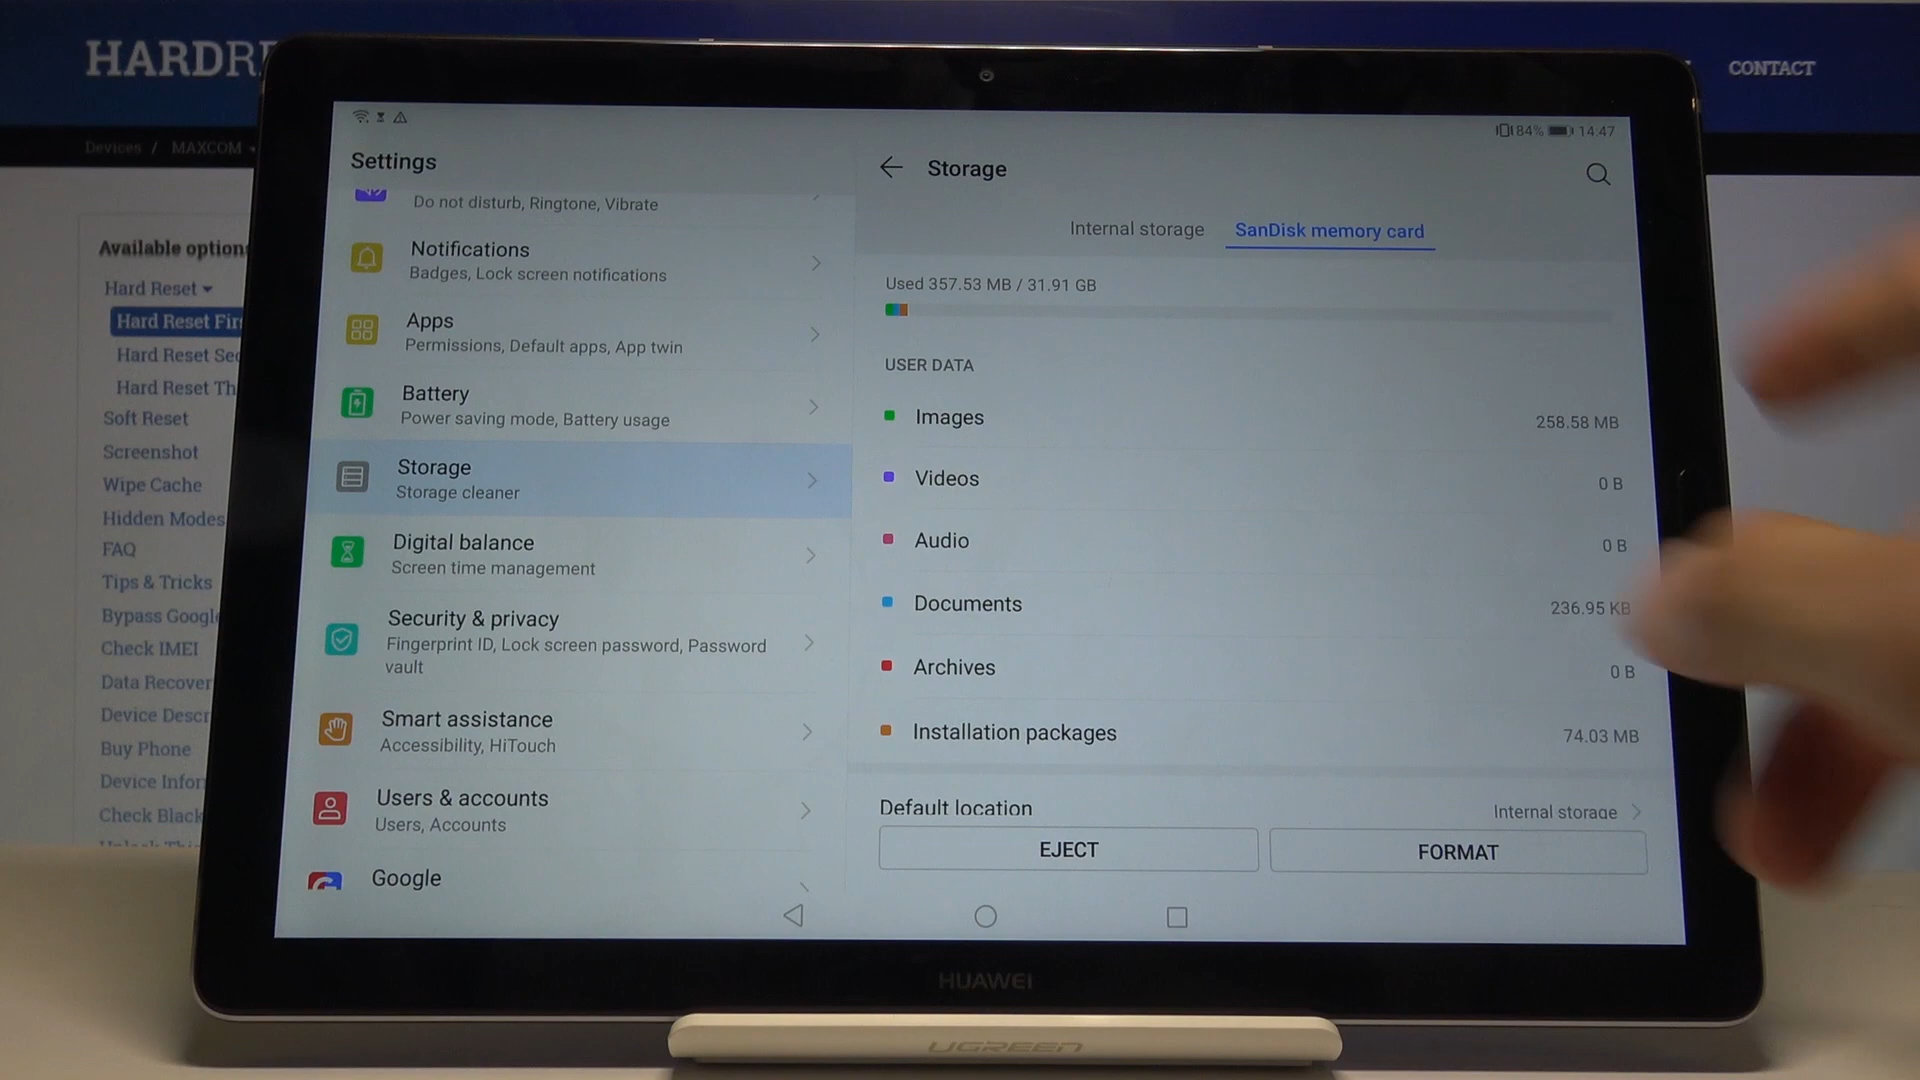 HARDR
CONTACT
Devices / MAXCOM
Available option
Hard Reset
Hard Reset Fir
Hard Reset Sec
Hard Reset Th
Soft Reset
Screenshot
Wipe Cache
Hidden Modes
FAQ
Tips & Tricks
Bypass Google
Check IMEI
Data Recover
Device Descr
Buy Phone
Device Infor
Check Black
84% 14:47
Settings
Do not disturb, Ringtone, Vibrate
Notifications
Badges, Lock screen notifications
Apps
Permissions, Default apps, App twin
Battery
Power saving mode, Battery usage
Storage
Storage cleaner
Digital balance
Screen time management
Security & privacy
Fingerprint ID, Lock screen password, Password
vault
Smart assistance
Accessibility, HiTouch
Users & accounts
Users, Accounts
Google
Storage
Internal storage SanDisk memory card
Used 357.53 MB / 31.91 GB
USER DATA
Images 258.58 MB
Videos 0 B
Audio 0 B
Documents 236.95 KB
Archives 0 B
Installation packages 74.03 MB
Default location Internal storage
EJECT FORMAT
HUAWEI
UGREEN